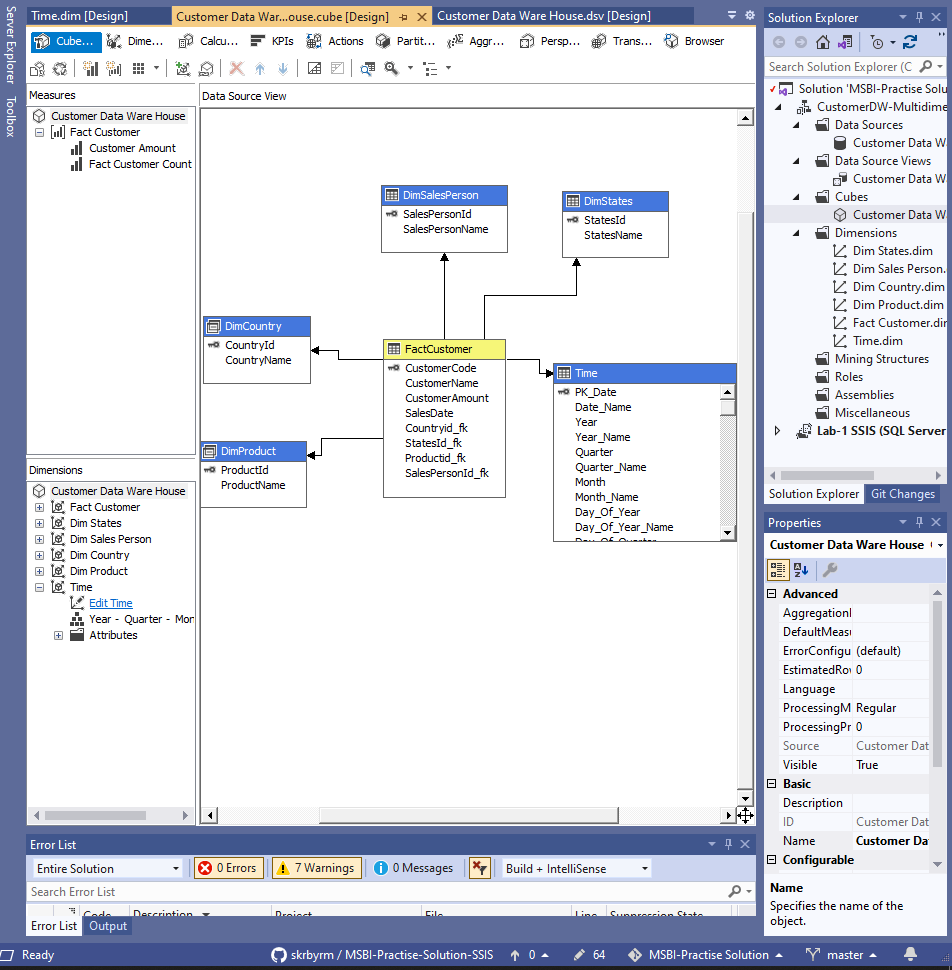 Server Explorer
Toolbox
Time.dim [Design]
Customer Data War...ouse.cube [Design]
Customer Data Ware House.dsv [Design]
Cube...
Dime...
Calcu...
KPIs
Actions
Partit...
Aggr...
Persp...
Trans...
Browser
Measures
Customer Data Ware House
Fact Customer
Customer Amount
Fact Customer Count
Dimensions
Customer Data Ware House
Fact Customer
Dim States
Dim Sales Person
Dim Country
Dim Product
Time
Edit Time
Year - Quarter - Mon
Attributes
Data Source View
DimSalesPerson
SalesPersonId
SalesPersonName
DimStates
StatesId
StatesName
DimCountry
CountryId
CountryName
FactCustomer
CustomerCode
CustomerName
CustomerAmount
SalesDate
Countryid_fk
StatesId_fk
Productid_fk
SalesPersonId_fk
Time
PK_Date
Date_Name
Year
Year_Name
Quarter
Quarter_Name
Month
Month_Name
Day_Of_Year
Day_Of_Year_Name
Day_Of_Quarter
DimProduct
ProductId
ProductName
Solution Explorer
Search Solution Explorer (C
Solution 'MSBI-Practise Solu
CustomerDW-Multidime
Data Sources
Customer Data W
Data Source Views
Customer Data W
Cubes
Customer Data W
Dimensions
Dim States.dim
Dim Sales Person.
Dim Country.dim
Dim Product.dim
Fact Customer.dim
Time.dim
Mining Structures
Roles
Assemblies
Miscellaneous
Lab-1 SSIS (SQL Server
Solution Explorer
Git Changes
Properties
Customer Data Ware House
Advanced
AggregationI
DefaultMeasu
ErrorConfigu (default)
EstimatedRov 0
Language
ProcessingM Regular
ProcessingPr 0
Source Customer Dat
Visible True
Basic
Description
ID Customer Dat
Name Customer Da
Configurable
Name
Specifies the name of the
object.
Error List
Entire Solution
0 Errors
7 Warnings
0 Messages
Build + IntelliSense
Search Error List
Code
Description
Project
File
Line
Suppression State
Error List
Output
Ready
skrbyrm / MSBI-Practise-Solution-SSIS
0
64
MSBI-Practise Solution
master